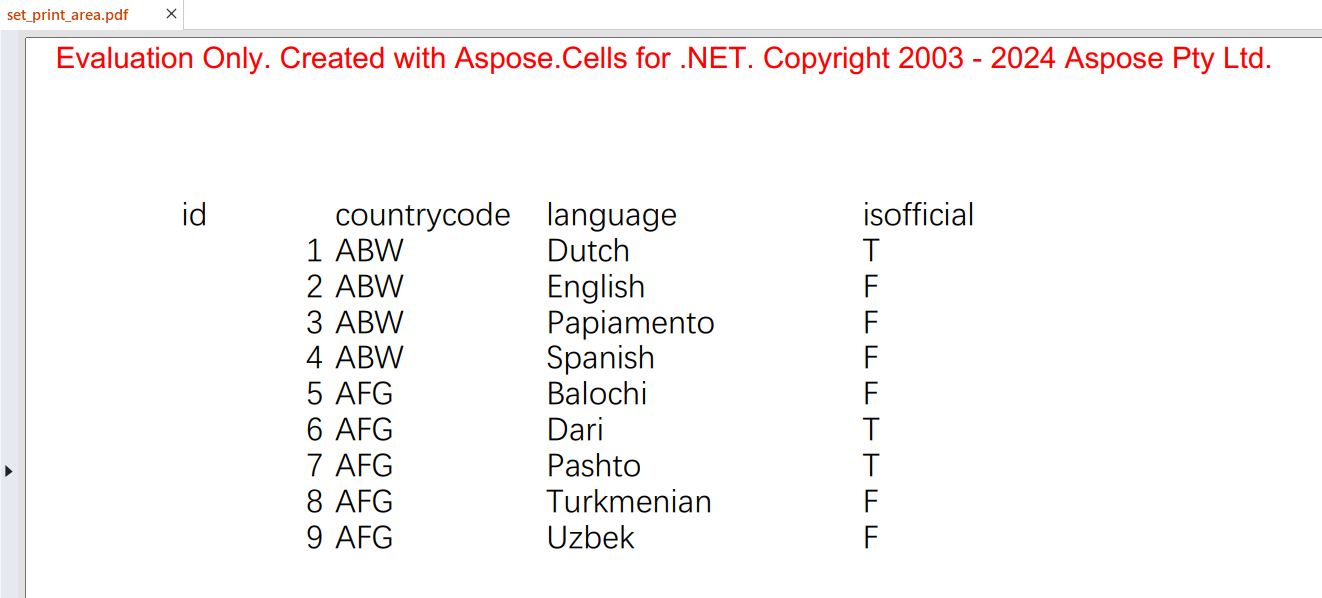 set_print_area.pdf
Evaluation Only. Created with Aspose.Cells for .NET. Copyright 2003 - 2024 Aspose Pty Ltd.
id countrycode language isofficial
1 ABW Dutch T
2 ABW English F
3 ABW Papiamento F
4 ABW Spanish F
5 AFG Balochi F
6 AFG Dari T
7 AFG Pashto T
8 AFG Turkmenian F
9 AFG Uzbek F